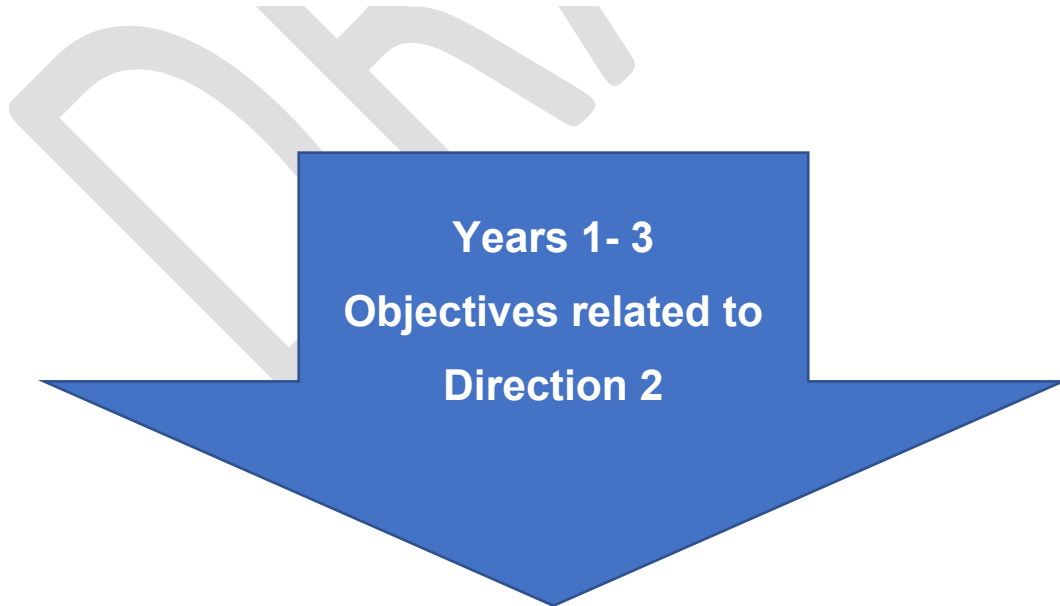 Years 1- 3
Objectives related to
Direction 2